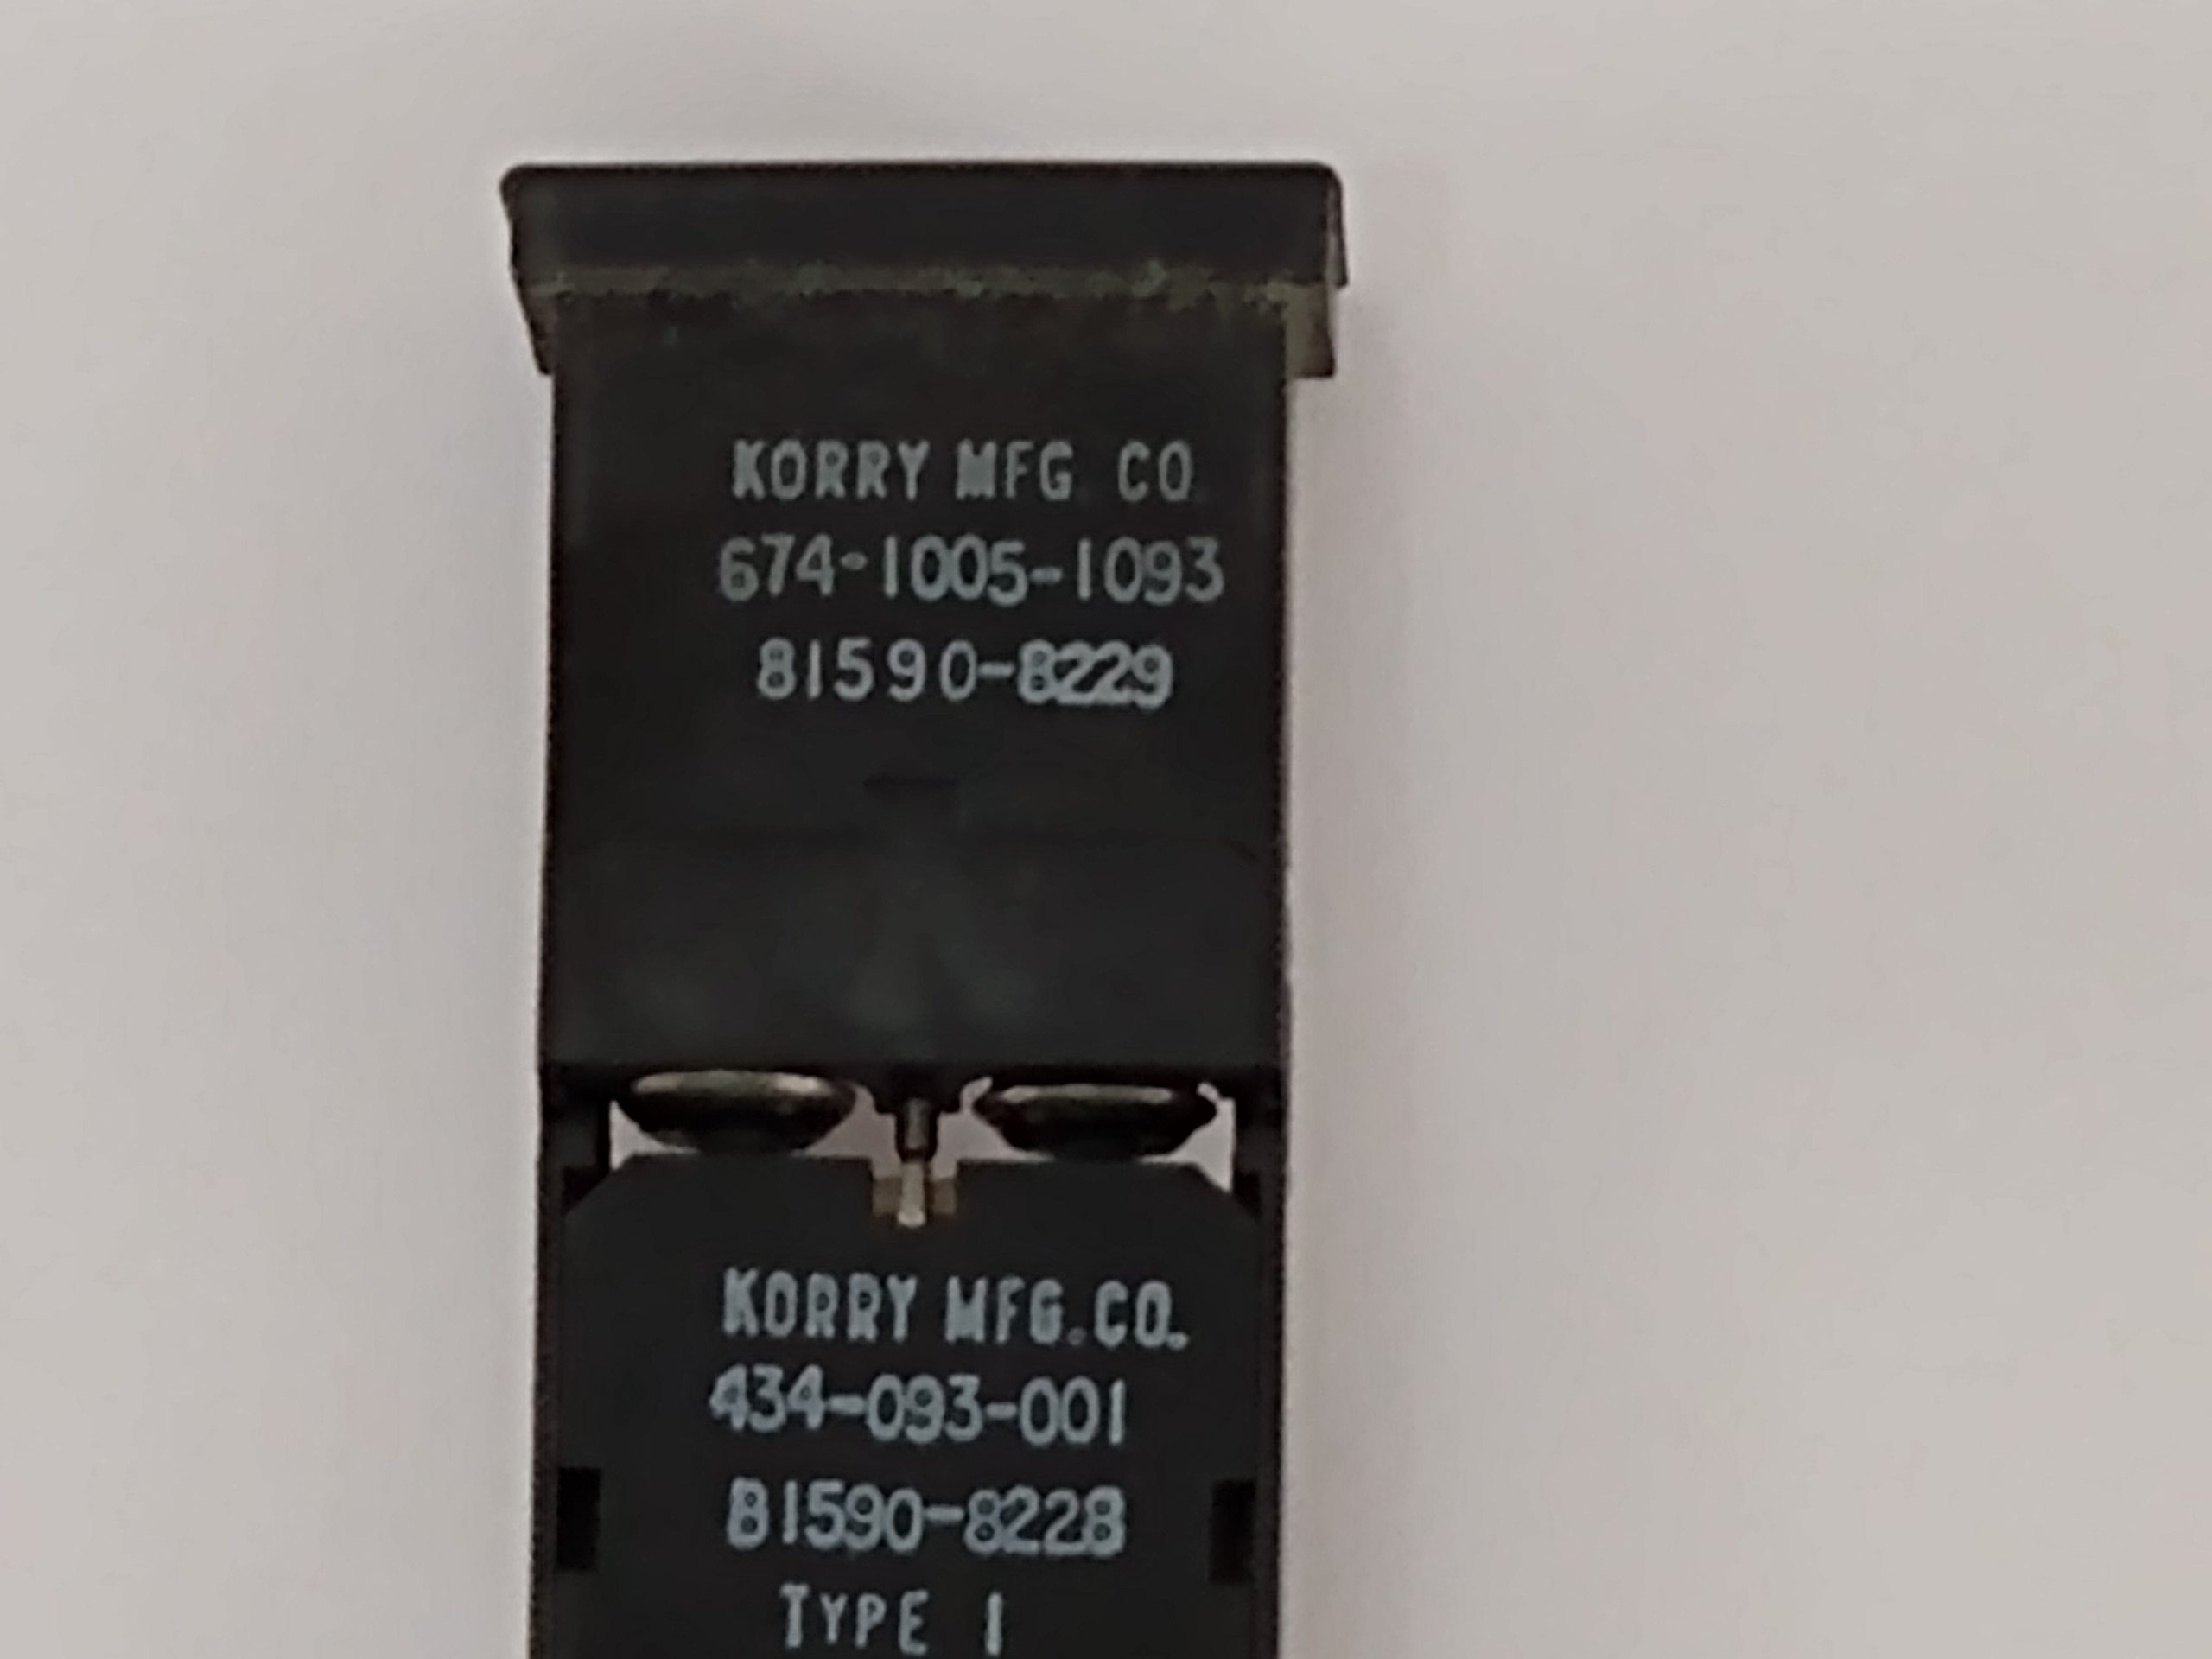 KORRY MFG. CO.
674-1005-1093
81590-8229
KORRY MFG.CO.
434-093-001
81590-8228
TYPE 1